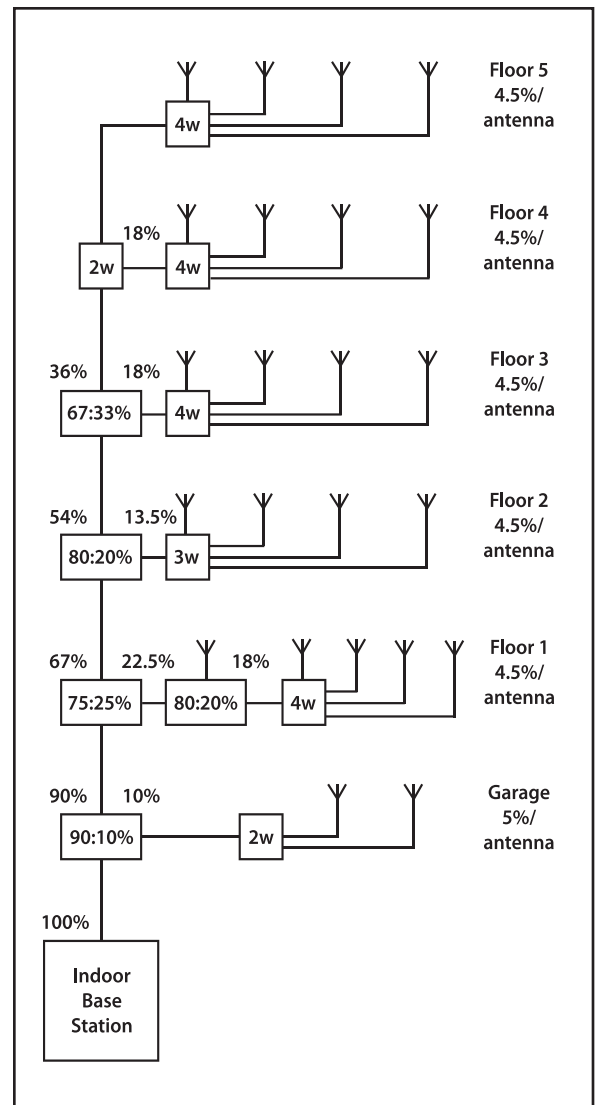 Floor 5
4.5%/
antenna
4w
Floor 4
4.5%/
antenna
18%
2w
4w
Floor 3
4.5%/
antenna
36%
18%
67:33%
4w
Floor 2
4.5%/
antenna
54%
13.5%
80:20%
3w
Floor 1
4.5%/
antenna
67%
22.5%
18%
75:25%
80:20%
4w
Garage
5%/
antenna
90%
10%
90:10%
2w
100%
Indoor
Base
Station